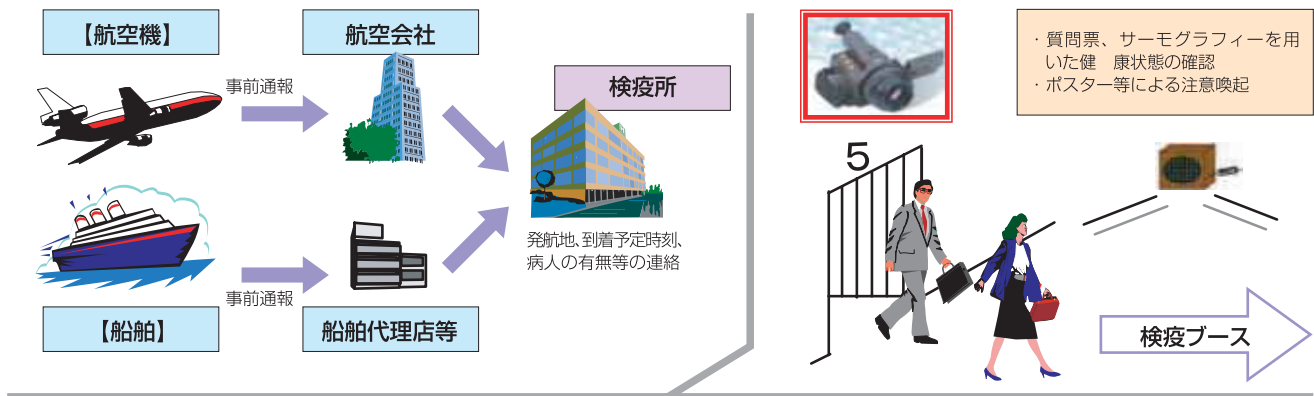 【航空機】
航空会社
事前通報
検疫所
発航地、到着予定時刻、
病人の有無等の連絡
事前通報
【船舶】
船舶代理店等
・質問票、サーモグラフィーを用
いた健　康状態の確認
・ポスター等による注意喚起
5
検疫ブース